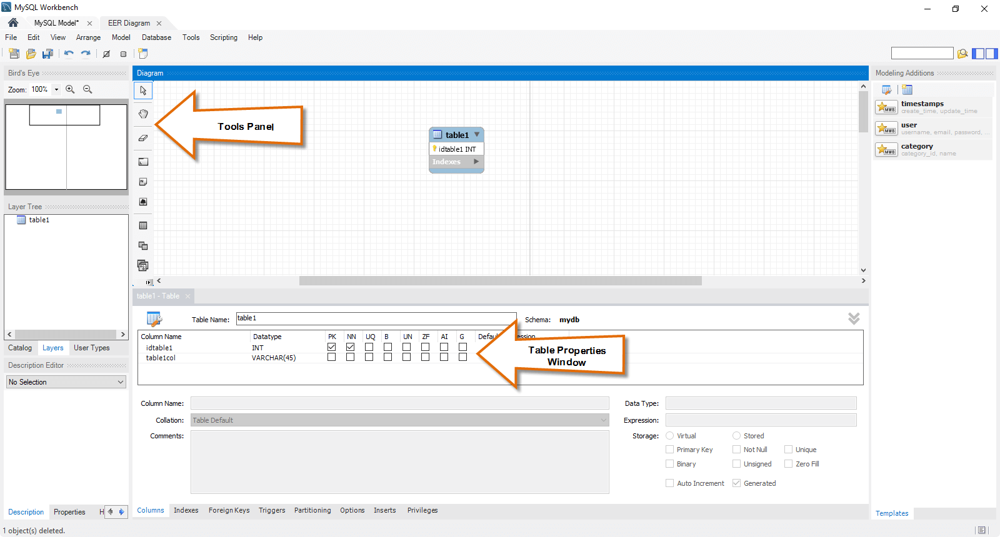 MySQL Workbench
MySQL Model*
EER Diagram
File Edit View Arrange Model Database Tools Scripting Help
Bird's Eye
Zoom: 100%
Layer Tree
table1
Catalog Layers User Types
Description Editor
No Selection
Description Properties H
Diagram
Tools Panel
table1
idtable1 INT
Indexes
table1 - Table
Table Name: table1 Schema: mydb
Column Name Datatype PK NN UQ B UN ZF AI G
idtable1 INT
table1col VARCHAR(45)
Table Properties
Window
Column Name:
Collation: Table Default
Comments:
Data Type:
Expression:
Storage: Virtual Stored
Primary Key Not Null Unique
Binary Unsigned Zero Fill
Auto Increment Generated
Columns Indexes Foreign Keys Triggers Partitioning Options Inserts Privileges
Modeling Additions
MWB timestamps
create_time, update_time
MWB user
username, email, password, ...
MWB category
category_id, name
Templates
1 object(s) deleted.